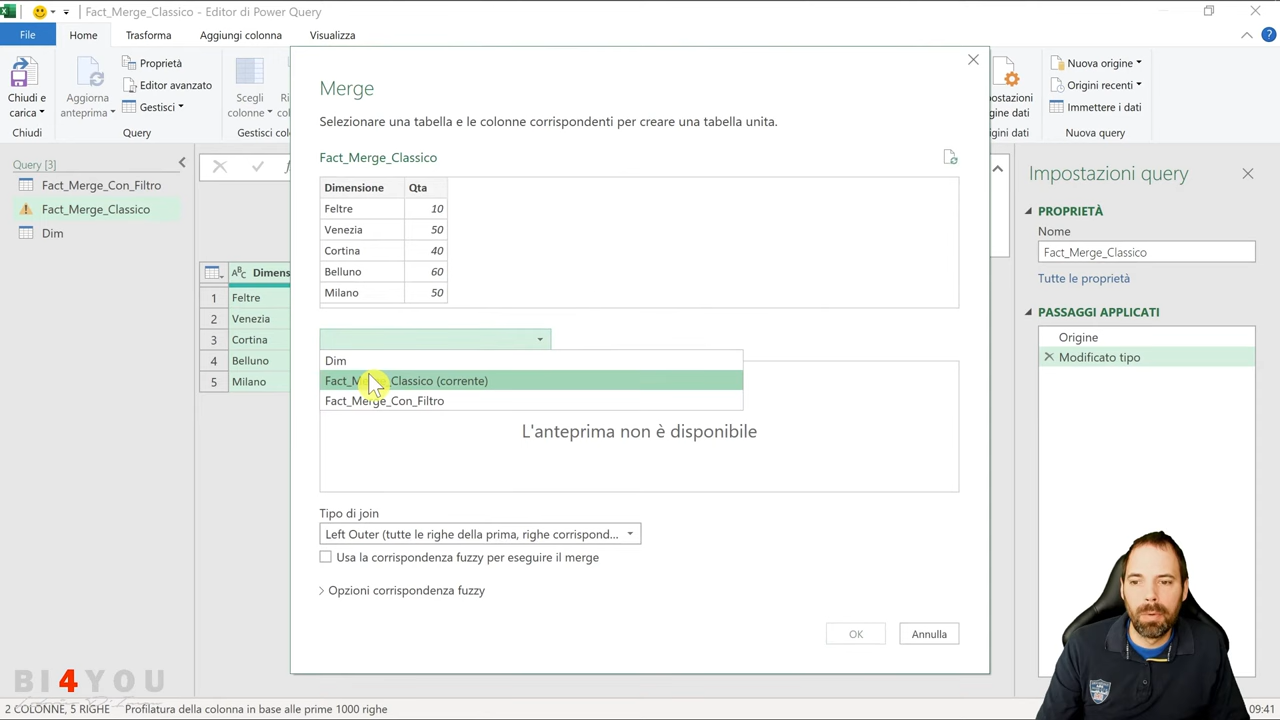 Fact_Merge_Classico - Editor di Power Query
File
Home
Trasforma
Aggiungi colonna
Visualizza
Chiudi e carica
Chiudi
Aggiorna anteprima
Proprietà
Editor avanzato
Gestisci
Query
Scegli colonne
Gestisci
Nuova origine
Origini recenti
Immettere i dati
Nuova query
Query [3]
Fact_Merge_Con_Filtro
Fact_Merge_Classico
Dim
1 Feltre
2 Venezia
3 Cortina
4 Belluno
5 Milano
Merge
Selezionare una tabella e le colonne corrispondenti per creare una tabella unita.
Fact_Merge_Classico
Dimensione Qta
Feltre 10
Venezia 50
Cortina 40
Belluno 60
Milano 50
Dim
Fact_Merge_Classico (corrente)
Fact_Merge_Con_Filtro
L'anteprima non è disponibile
Tipo di join
Left Outer (tutte le righe della prima, righe corrispond...
Usa la corrispondenza fuzzy per eseguire il merge
Opzioni corrispondenza fuzzy
OK
Annulla
Impostazioni query
PROPRIETÀ
Nome
Fact_Merge_Classico
Tutte le proprietà
PASSAGGI APPLICATI
Origine
Modificato tipo
BI4YOU
2 COLONNE, 5 RIGHE
Profilatura della colonna in base alle prime 1000 righe
09:41